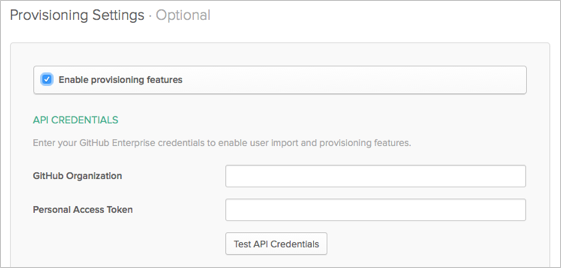 Provisioning Settings · Optional
Enable provisioning features
API CREDENTIALS
Enter your GitHub Enterprise credentials to enable user import and provisioning features.
GitHub Organization
Personal Access Token
Test API Credentials